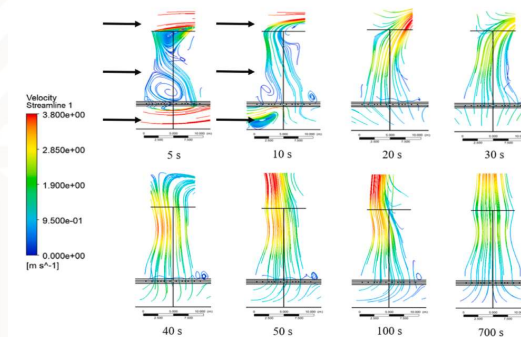 Velocity
Streamline 1
3.800e+00
2.850e+00
1.900e+00
9.500e-01
0.000e+00
[m s^-1]
5 s
10 s
20 s
30 s
40 s
50 s
100 s
700 s